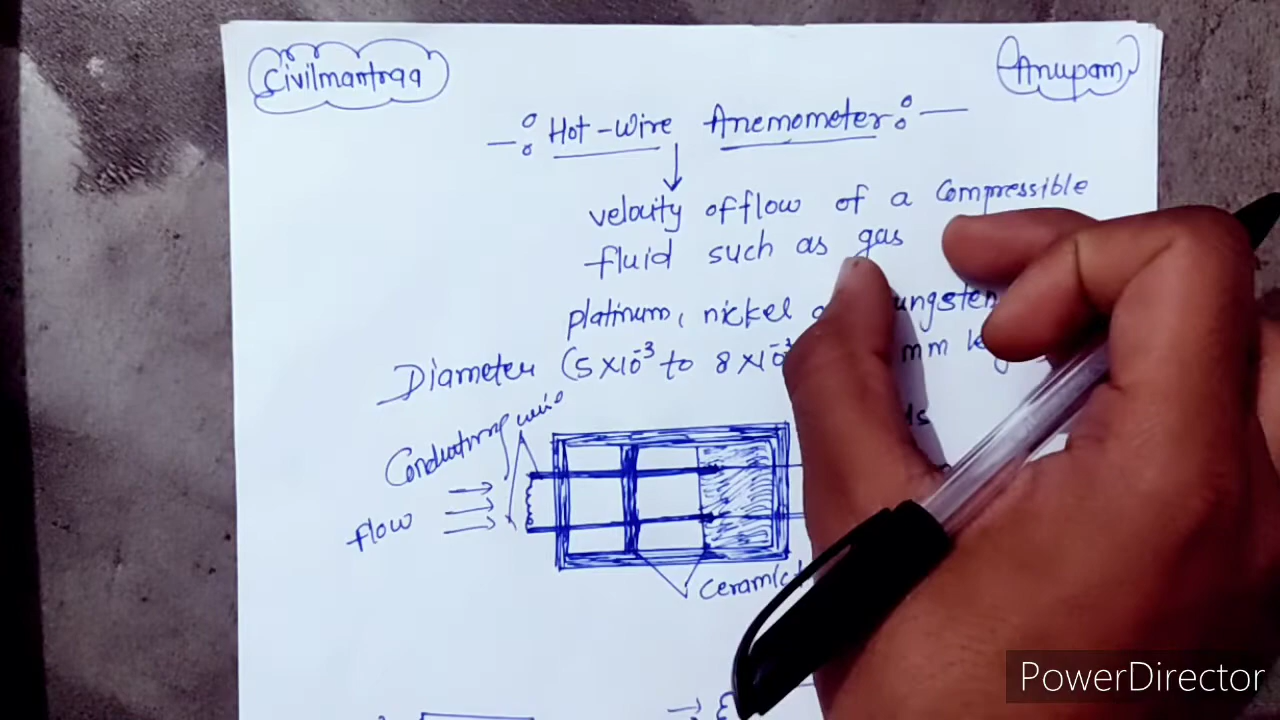 Civilmantraa
Anupam
Hot-Wire Anemometer
velocity of flow of a compressible
fluid such as gas
platinum, nickel
Diameter (5×10⁻³ to 8×10⁻³ mm
Conducting wire
flow
PowerDirector